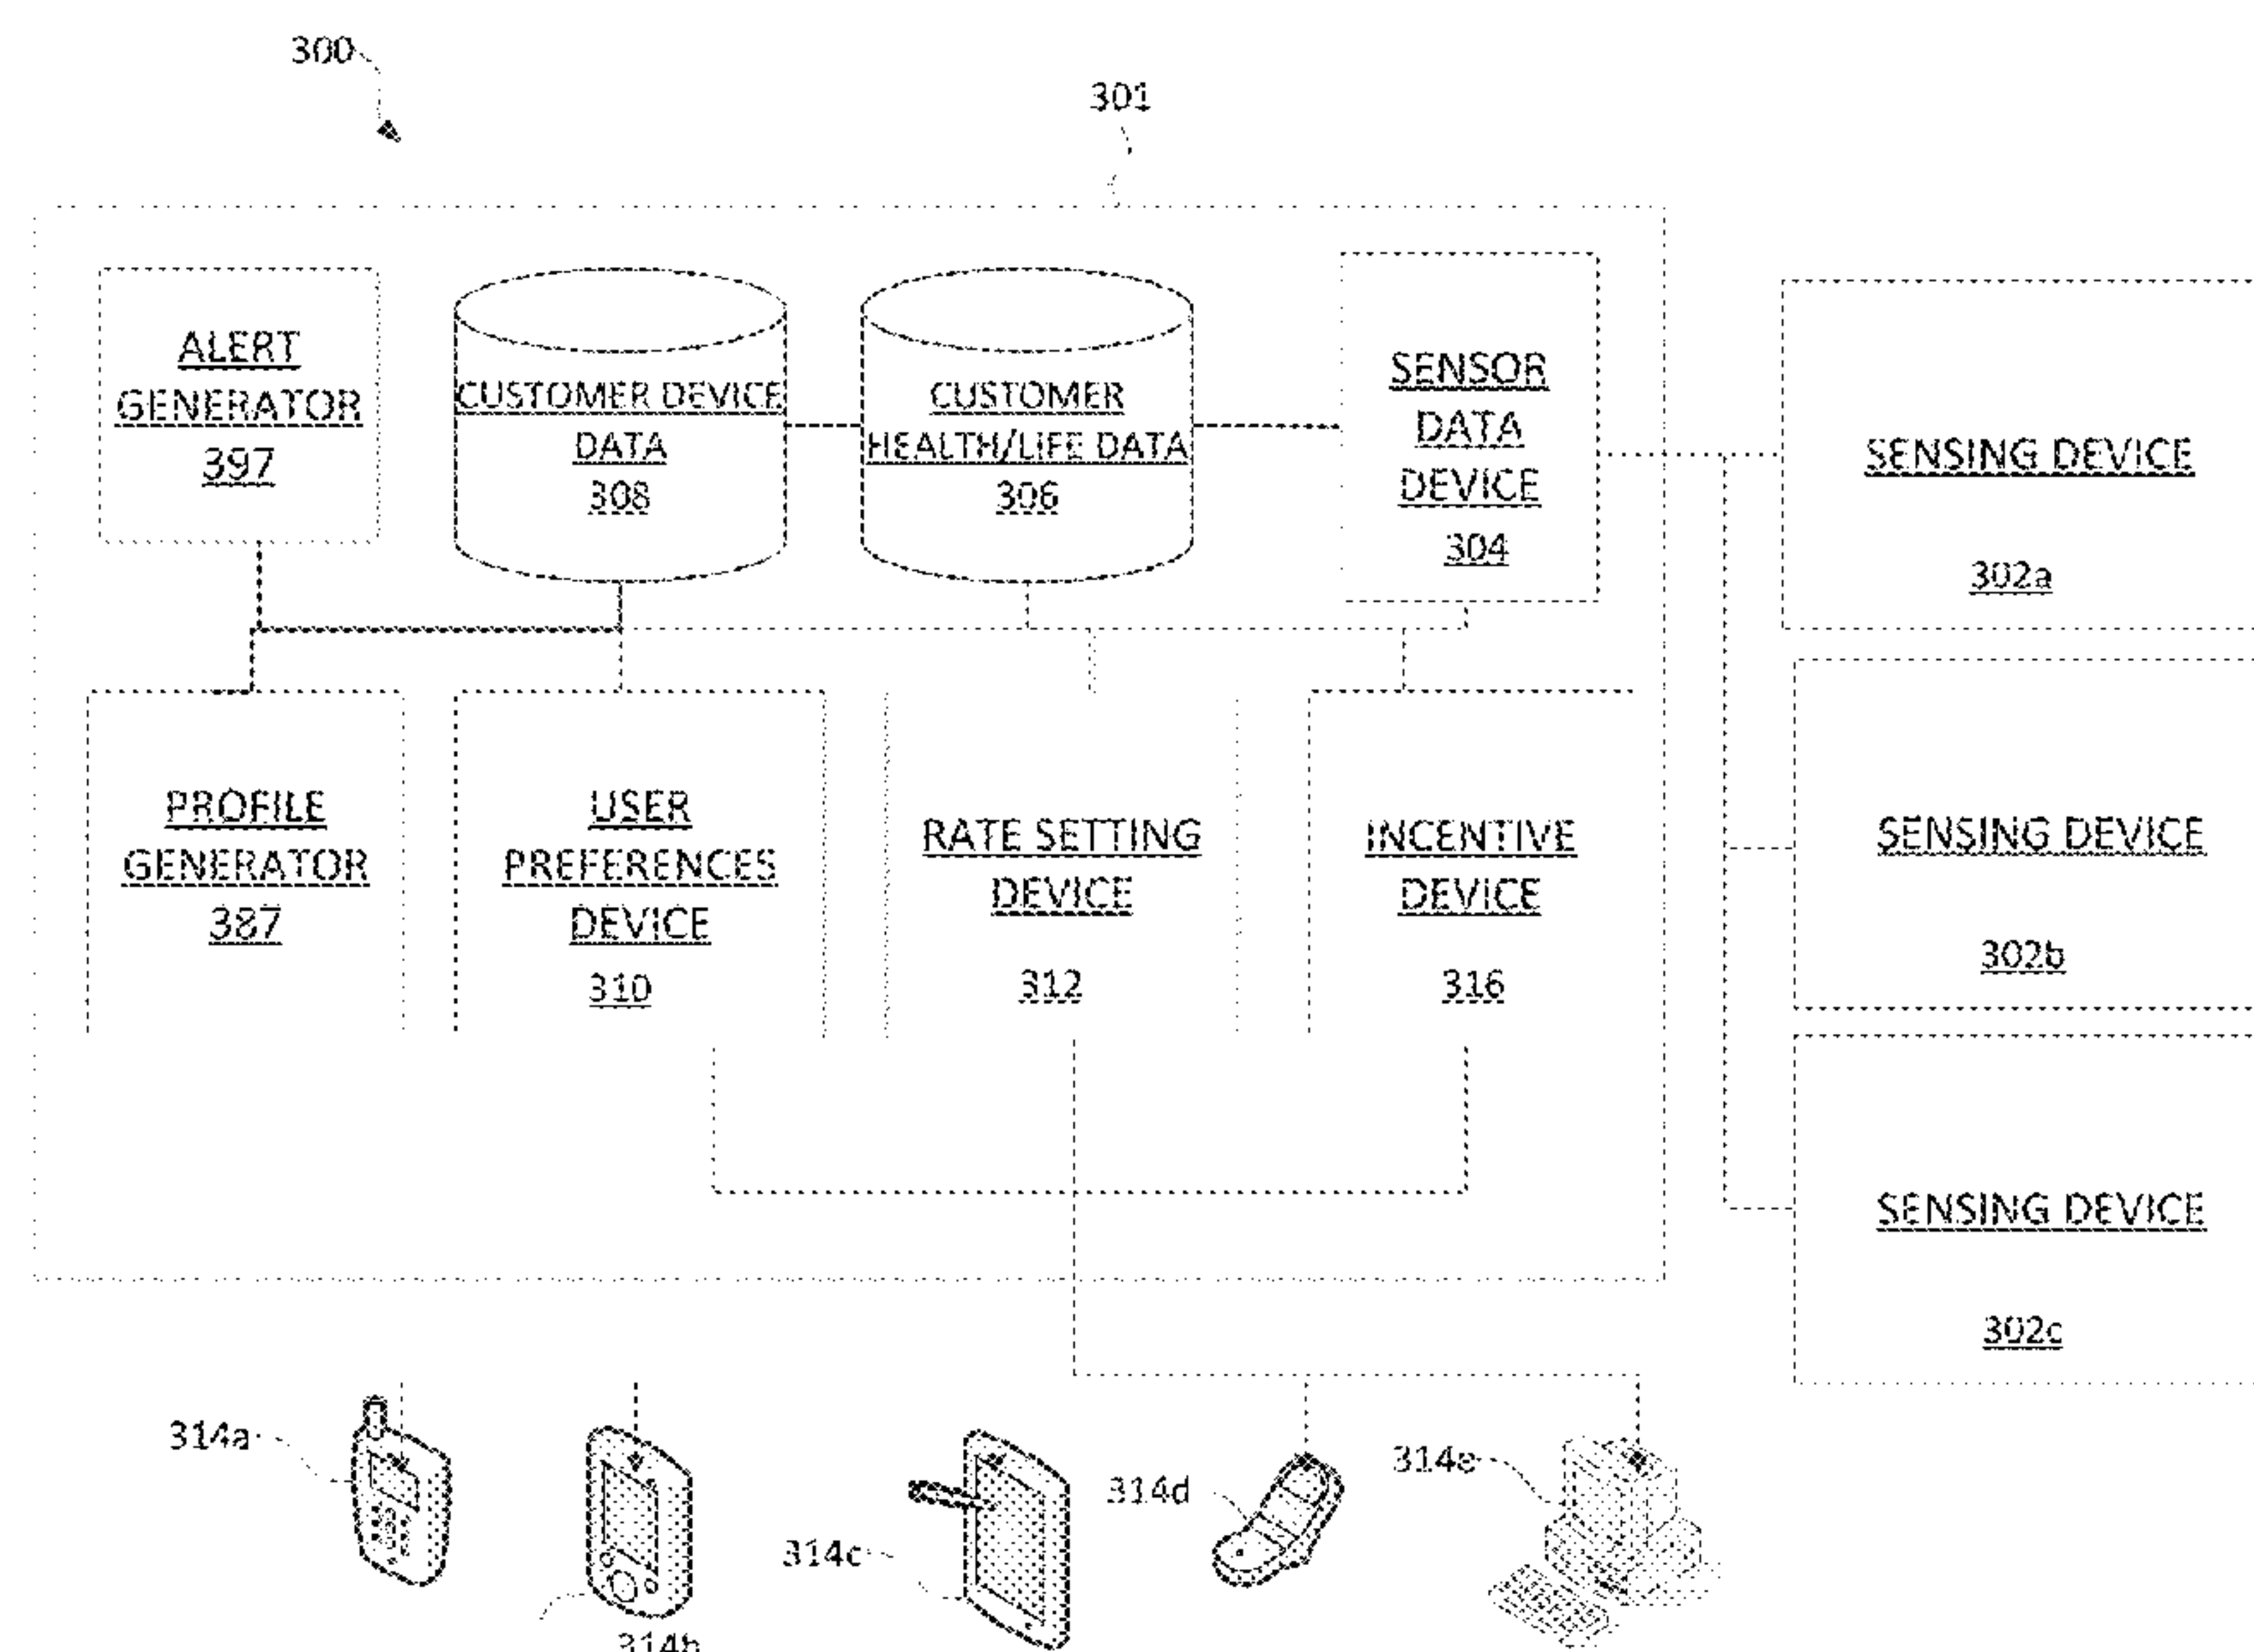 300
301
ALERT
GENERATOR
397
CUSTOMER DEVICE
DATA
308
CUSTOMER
HEALTH/LIFE DATA
306
SENSOR
DATA
DEVICE
304
SENSING DEVICE
302a
PROFILE
GENERATOR
387
USER
PREFERENCES
DEVICE
310
RATE SETTING
DEVICE
312
INCENTIVE
DEVICE
316
SENSING DEVICE
302b
SENSING DEVICE
302c
314a
314b
314c
314d
314e